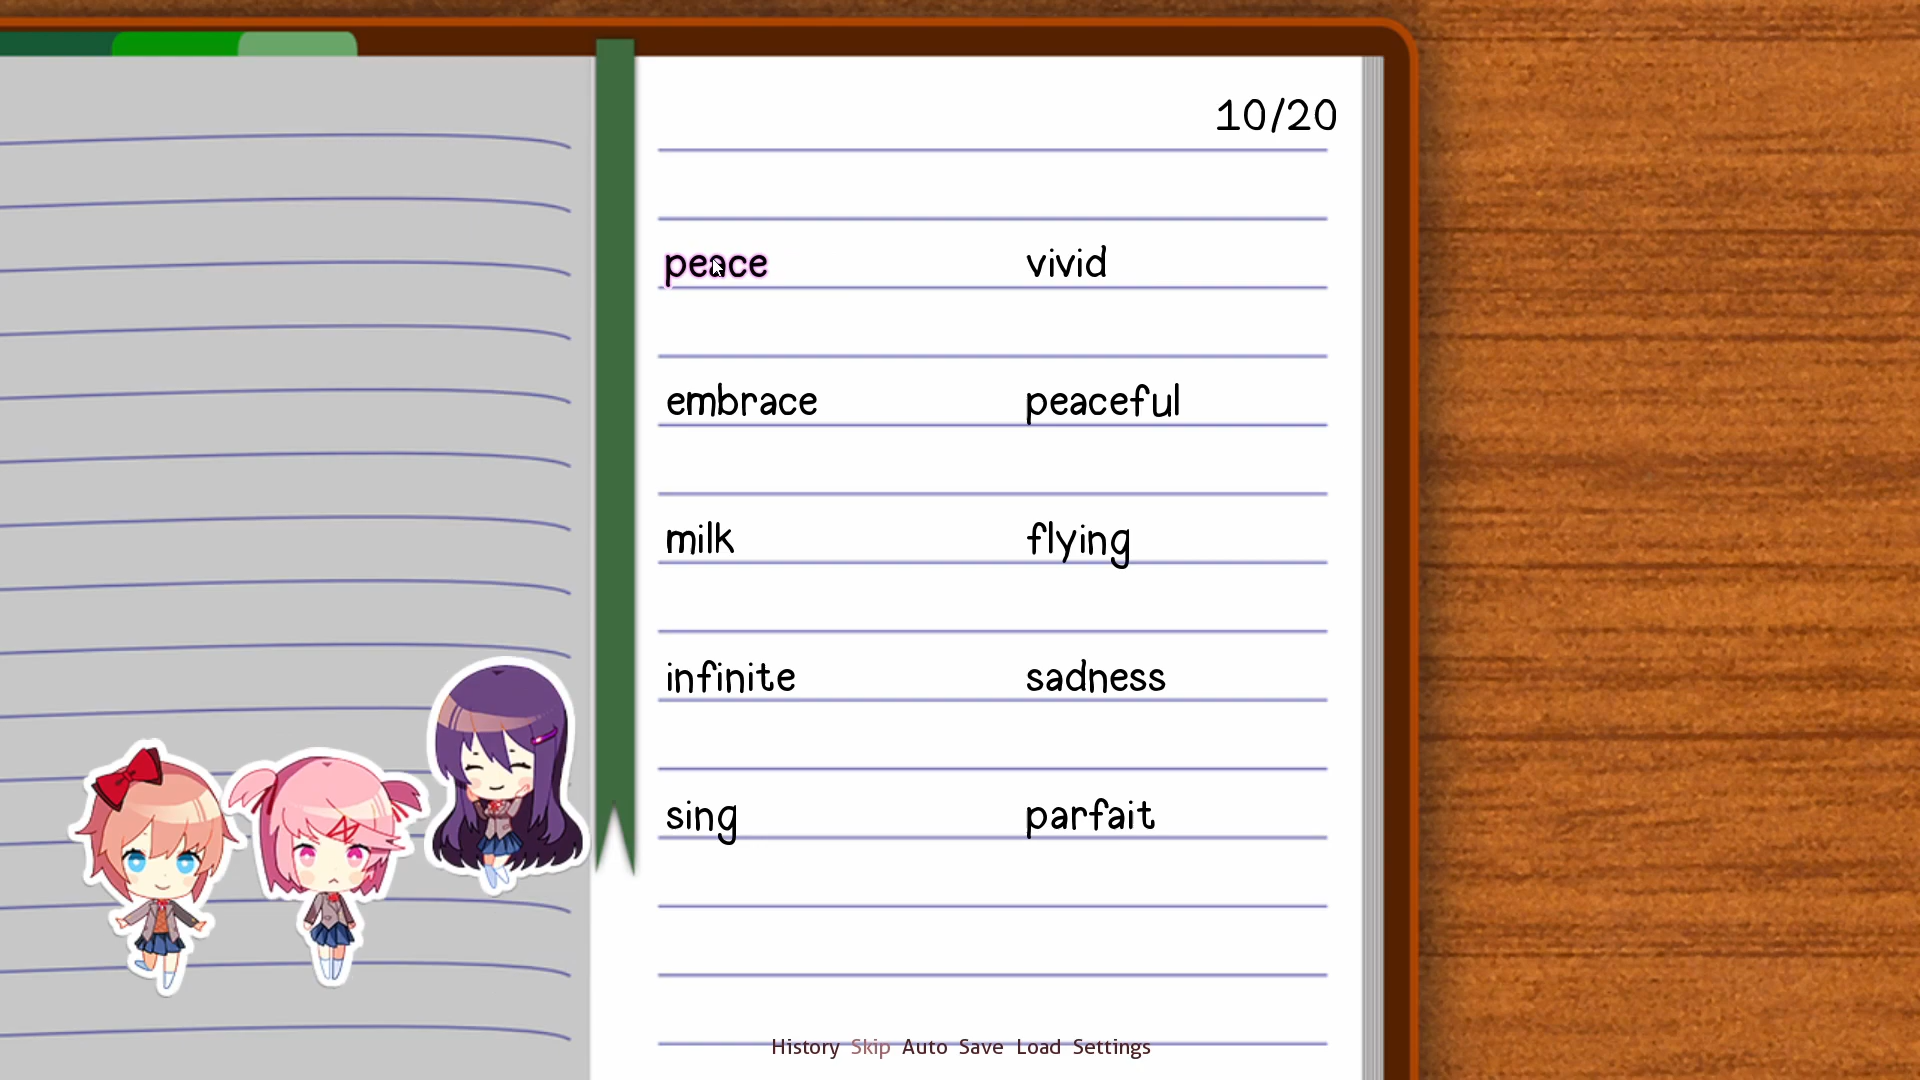 10/20
peace vivid
embrace peaceful
milk flying
infinite sadness
sing parfait
History Skip Auto Save Load Settings